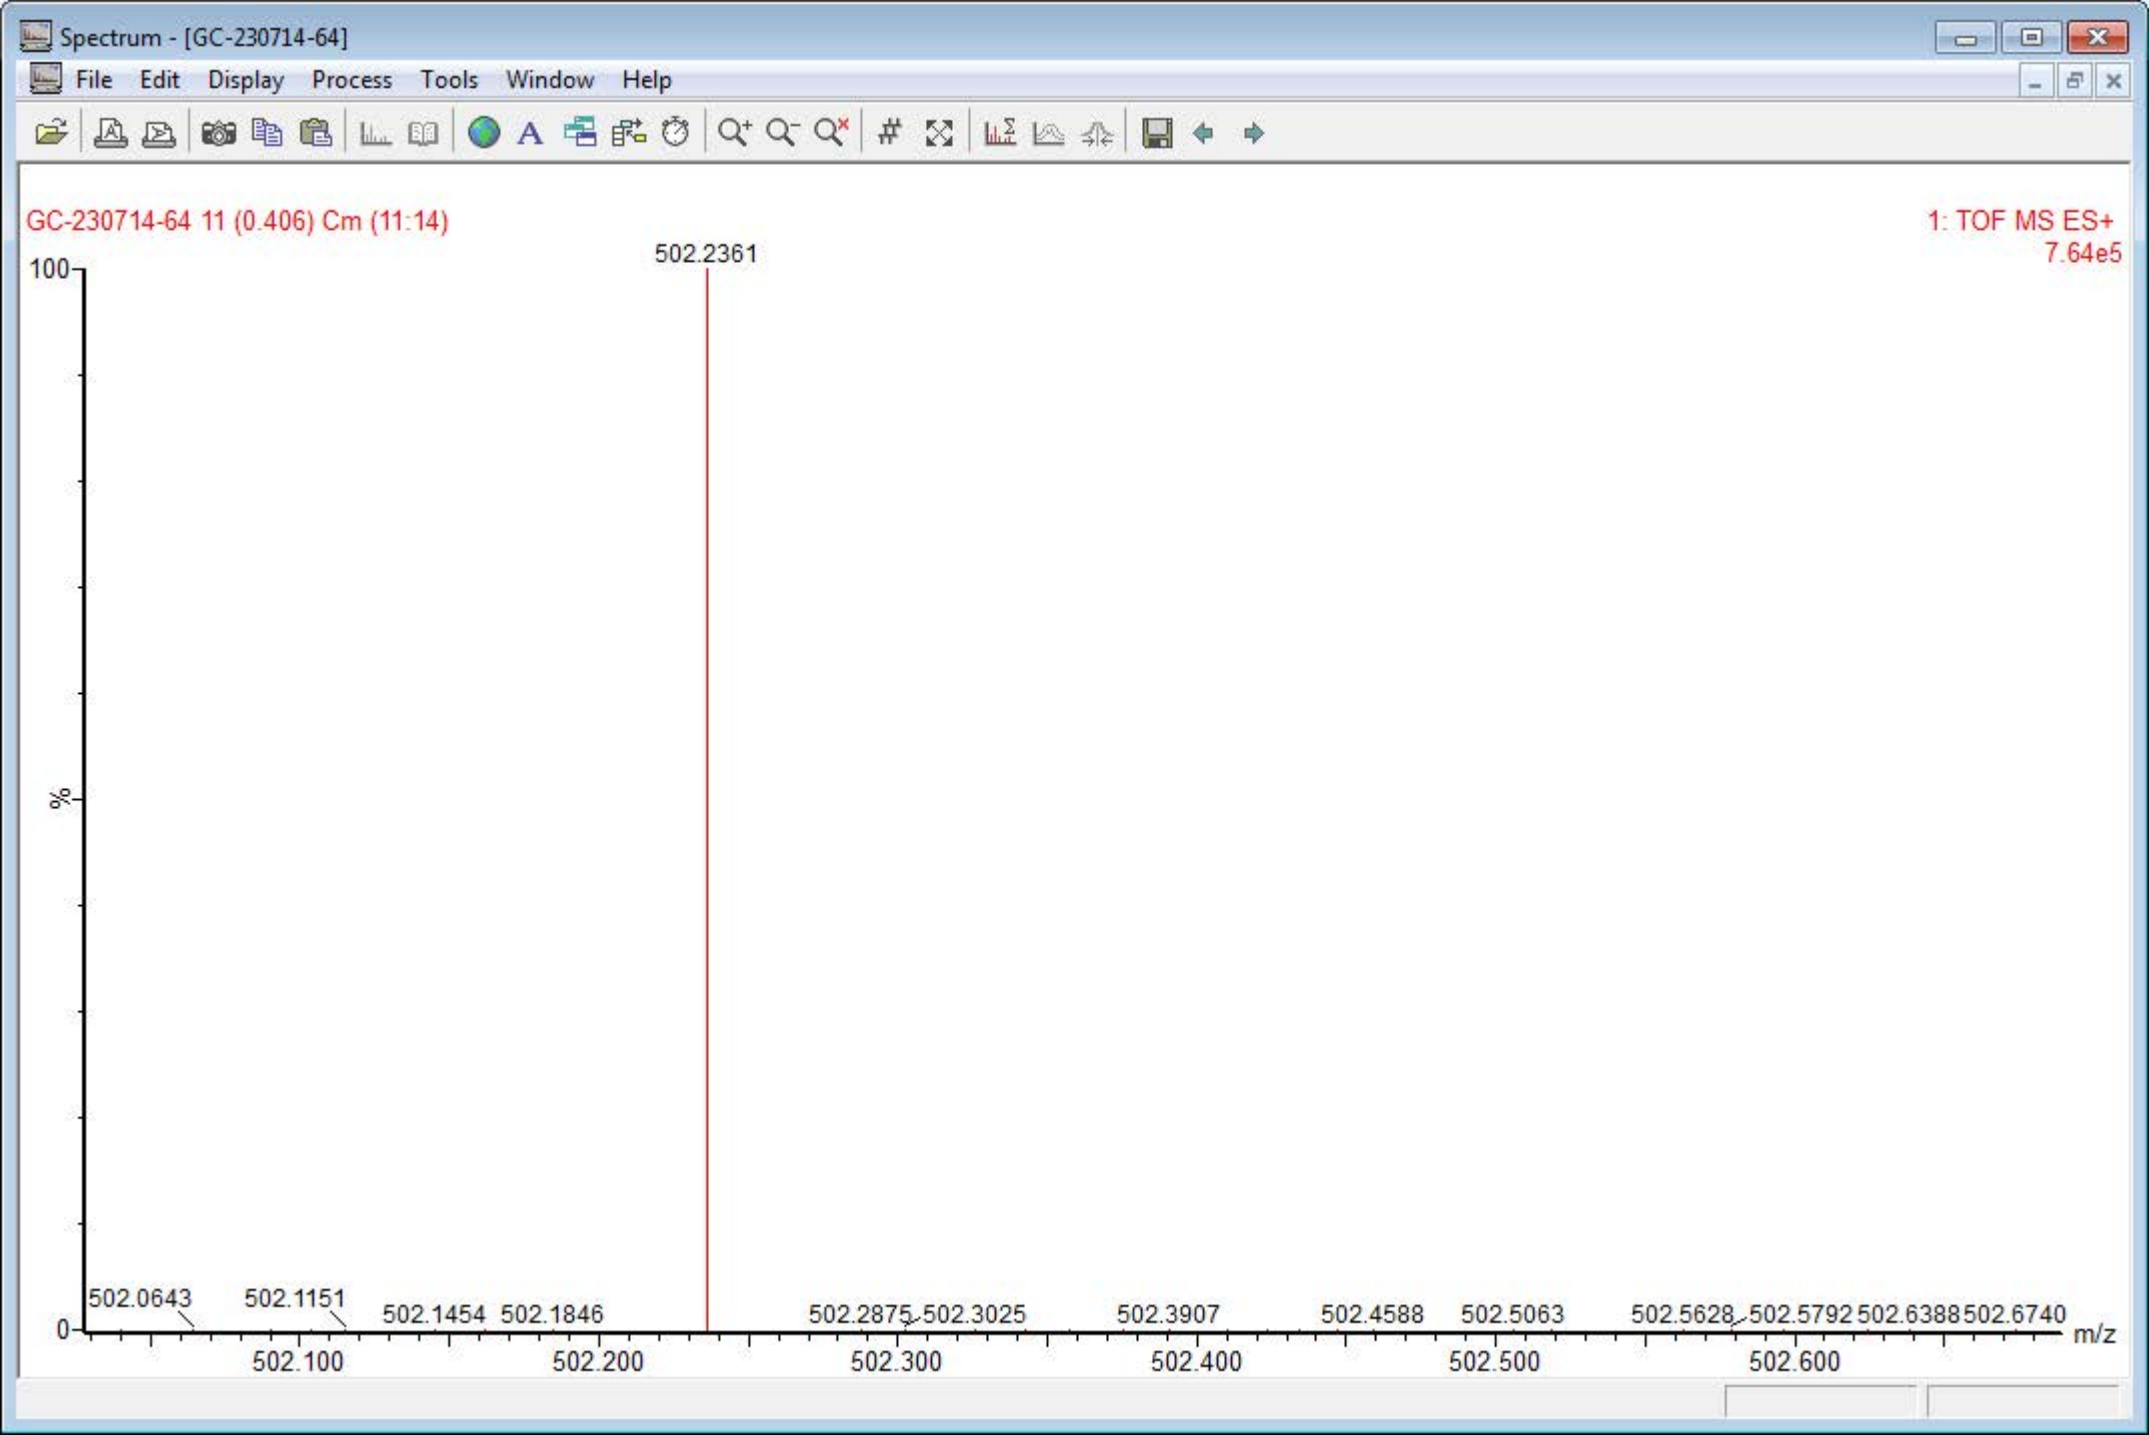 Spectrum - [GC-230714-64]
File Edit Display Process Tools Window Help
GC-230714-64 11 (0.406) Cm (11:14)
1: TOF MS ES+
7.64e5
502.2361
100
%
502.0643 502.1151 502.1454 502.1846 502.2875 502.3025 502.3907 502.4588 502.5063 502.5628 502.5792 502.6388 502.6740
0
m/z
502.100 502.200 502.300 502.400 502.500 502.600